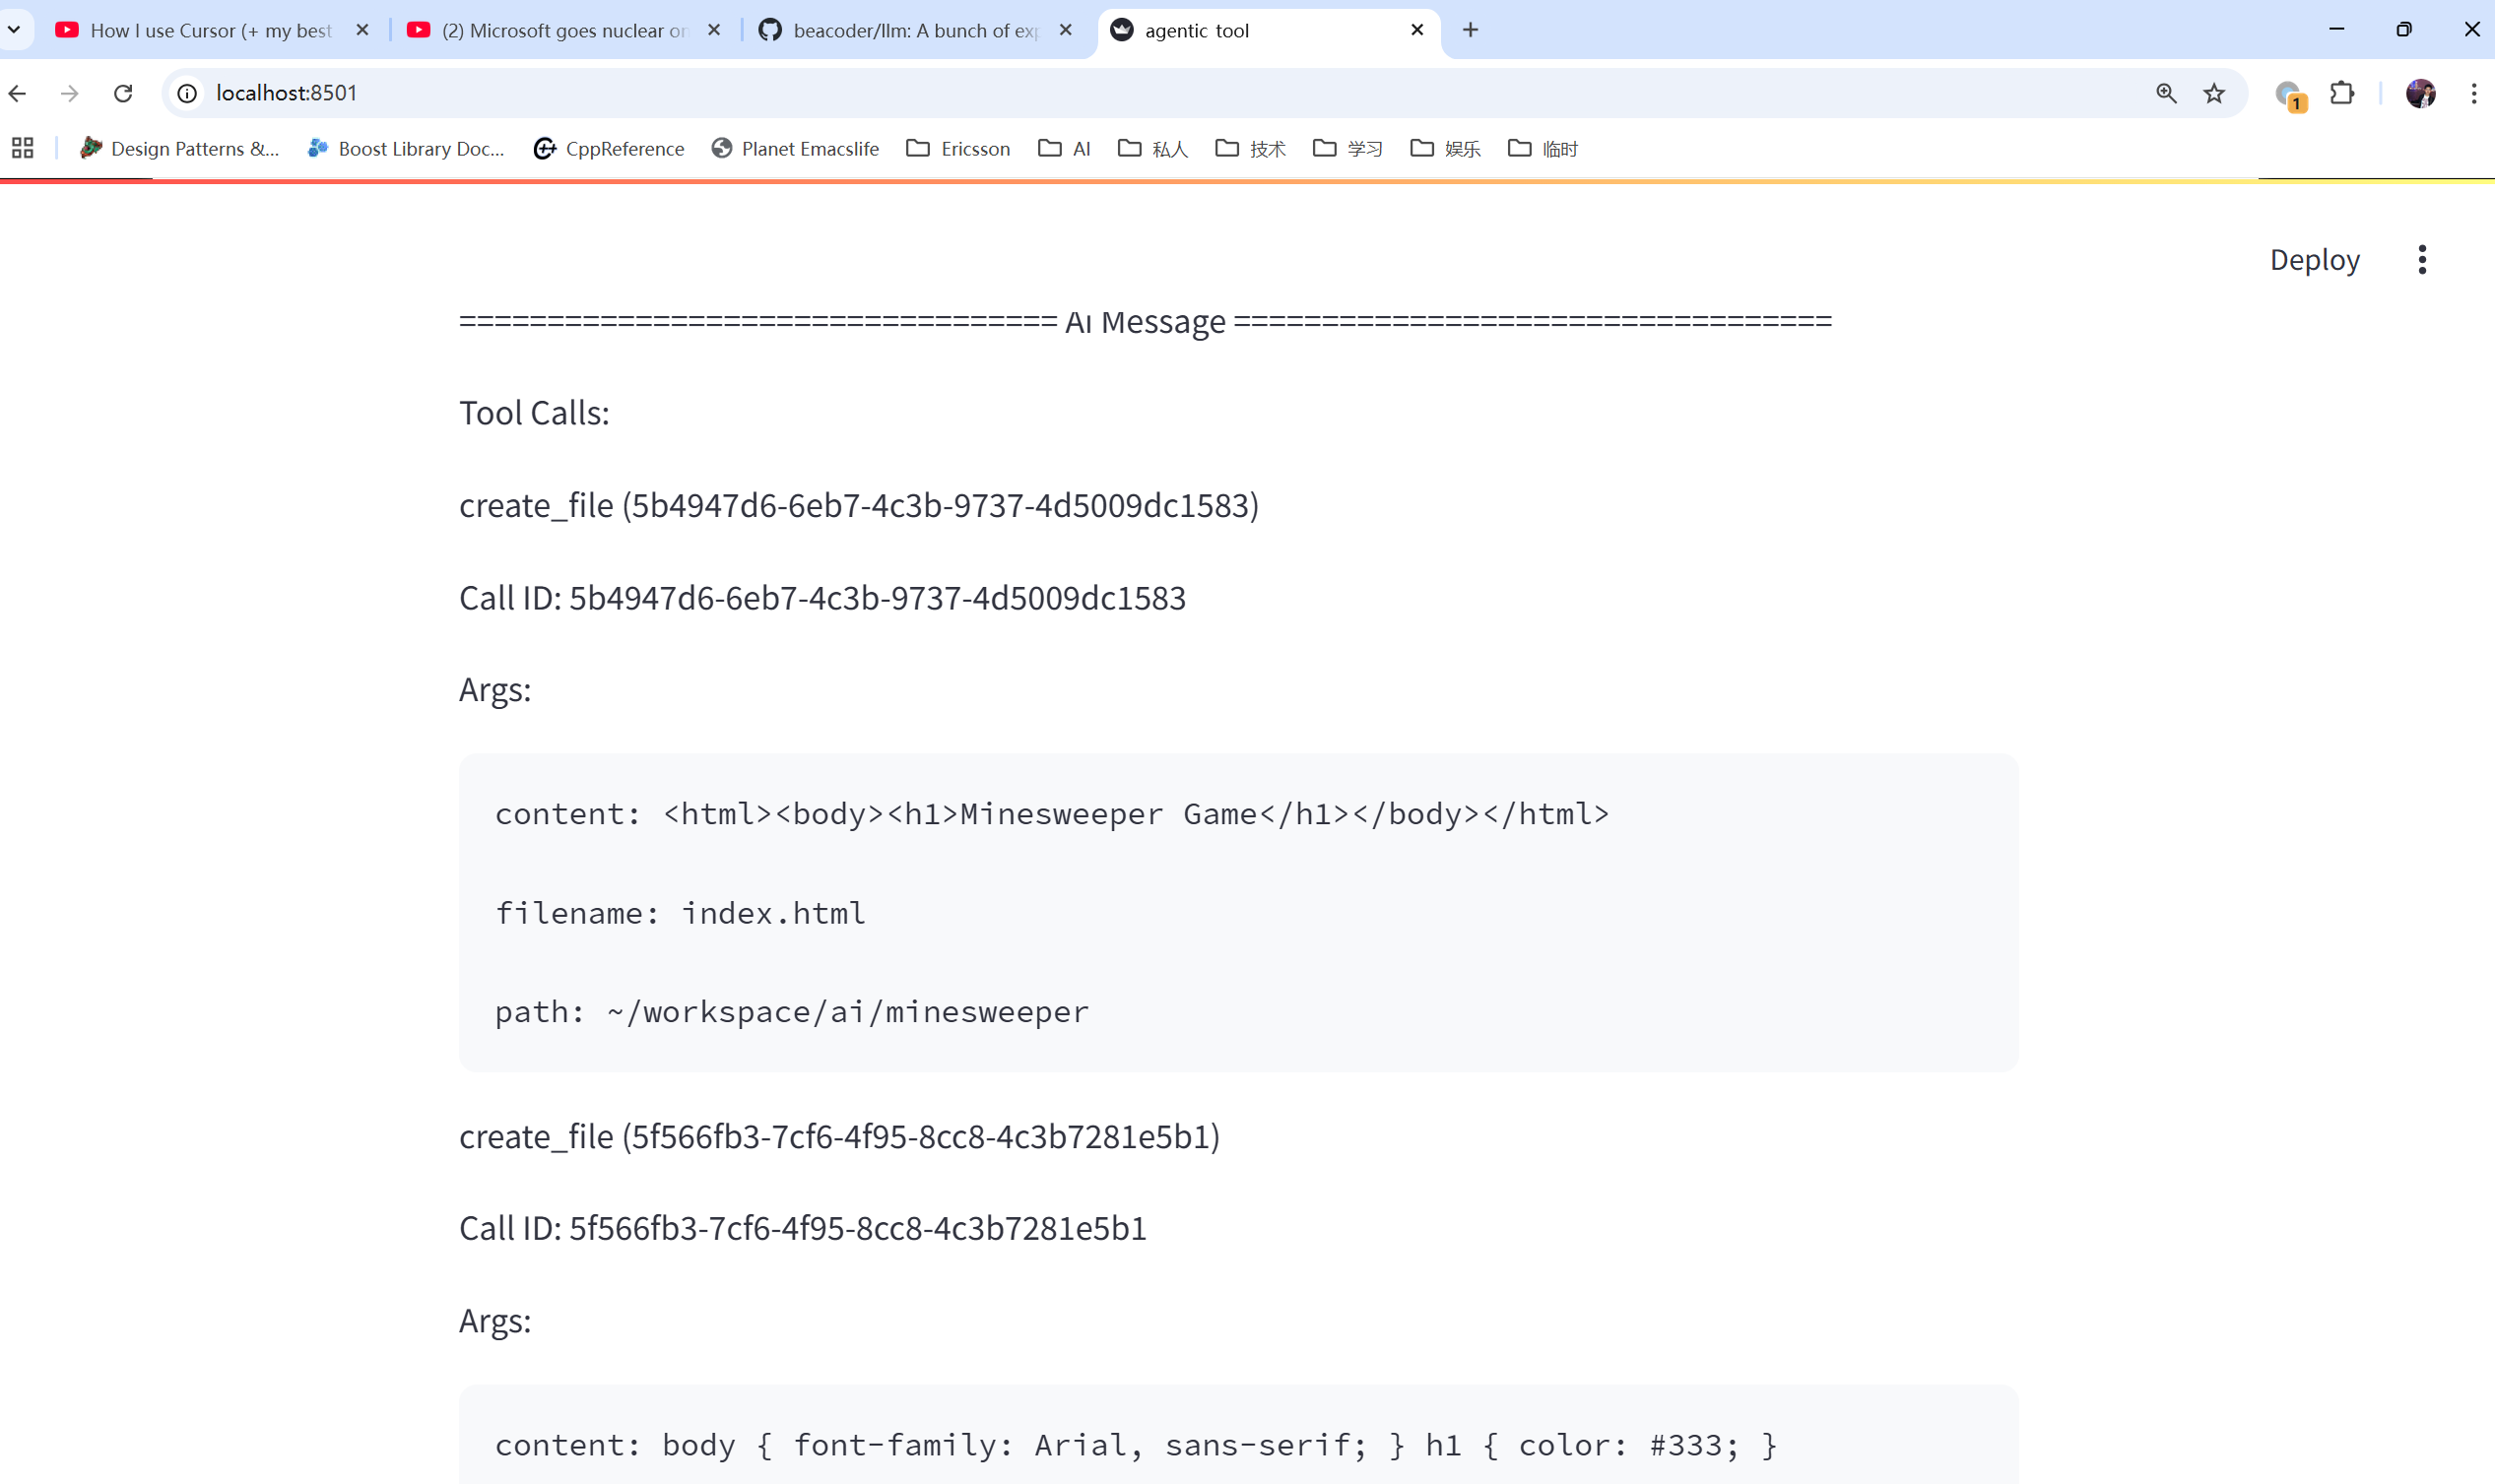 How I use Cursor (+ my best
(2) Microsoft goes nuclear on
beacoder/llm: A bunch of exp
agentic tool
localhost:8501
1
Design Patterns &...
Boost Library Doc...
CppReference
Planet Emacslife
Ericsson
AI
私人
技术
学习
娱乐
临时
Deploy
================================== Ai Message ==================================
Tool Calls:
create_file (5b4947d6-6eb7-4c3b-9737-4d5009dc1583)
Call ID: 5b4947d6-6eb7-4c3b-9737-4d5009dc1583
Args:
content: <html><body><h1>Minesweeper Game</h1></body></html>
filename: index.html
path: ~/workspace/ai/minesweeper
create_file (5f566fb3-7cf6-4f95-8cc8-4c3b7281e5b1)
Call ID: 5f566fb3-7cf6-4f95-8cc8-4c3b7281e5b1
Args:
content: body { font-family: Arial, sans-serif; } h1 { color: #333; }